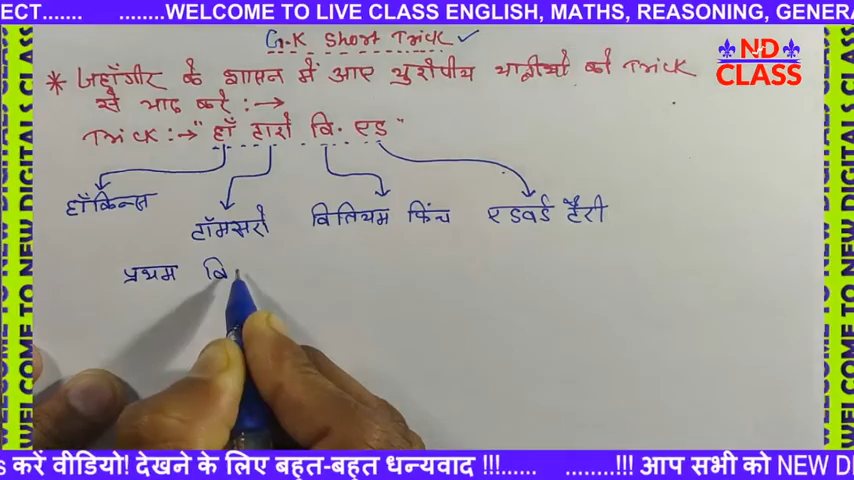 ECT....... .......WELCOME TO LIVE CLASS ENGLISH, MATHS, REASONING, GENERA
G.K Short Trick ✓
ND
CLASS
* जहाँगीर के शासन में आए युरोपीय यात्रीयो को Trick
से याद करे :→
Trick :→ "हाँ टारो वि. एड"
हॉकिन्स
टॉमसरो विलियम फिंच एडवर्ड टैरी
प्रथम वि
s करें वीडियो! देखने के लिए बहुत-बहुत धन्यवाद !!!...... ........!!! आप सभी को NEW D
WELCOME TO NEW DIGITALS CLA